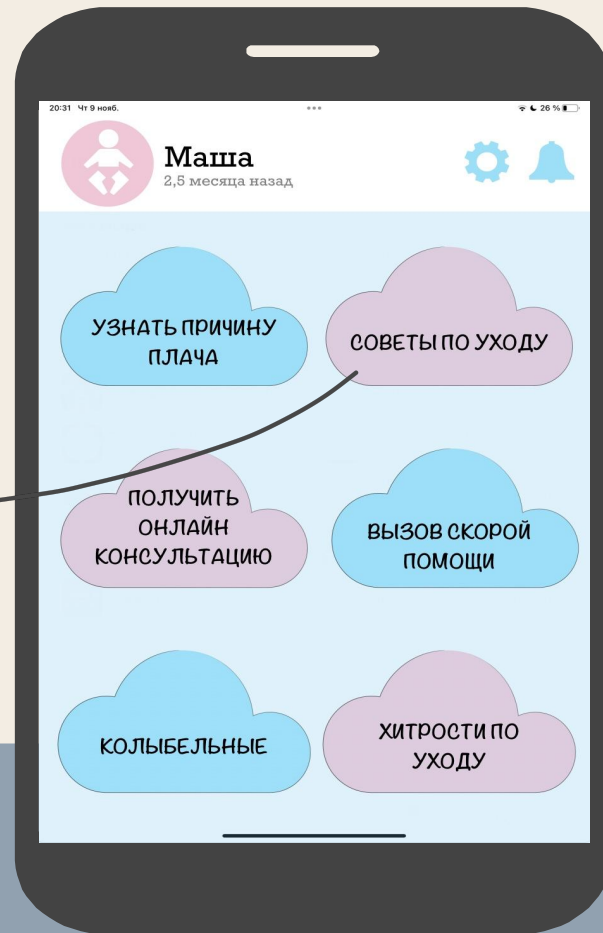 20:31 Чт 9 нояб.
26 %
Маша
2,5 месяца назад
УЗНАТЬ ПРИЧИНУ
ПЛАЧА
СОВЕТЫ ПО УХОДУ
ПОЛУЧИТЬ
ОНЛАЙН
КОНСУЛЬТАЦИЮ
ВЫЗОВ СКОРОЙ
ПОМОЩИ
КОЛЫБЕЛЬНЫЕ
ХИТРОСТИ ПО
УХОДУ